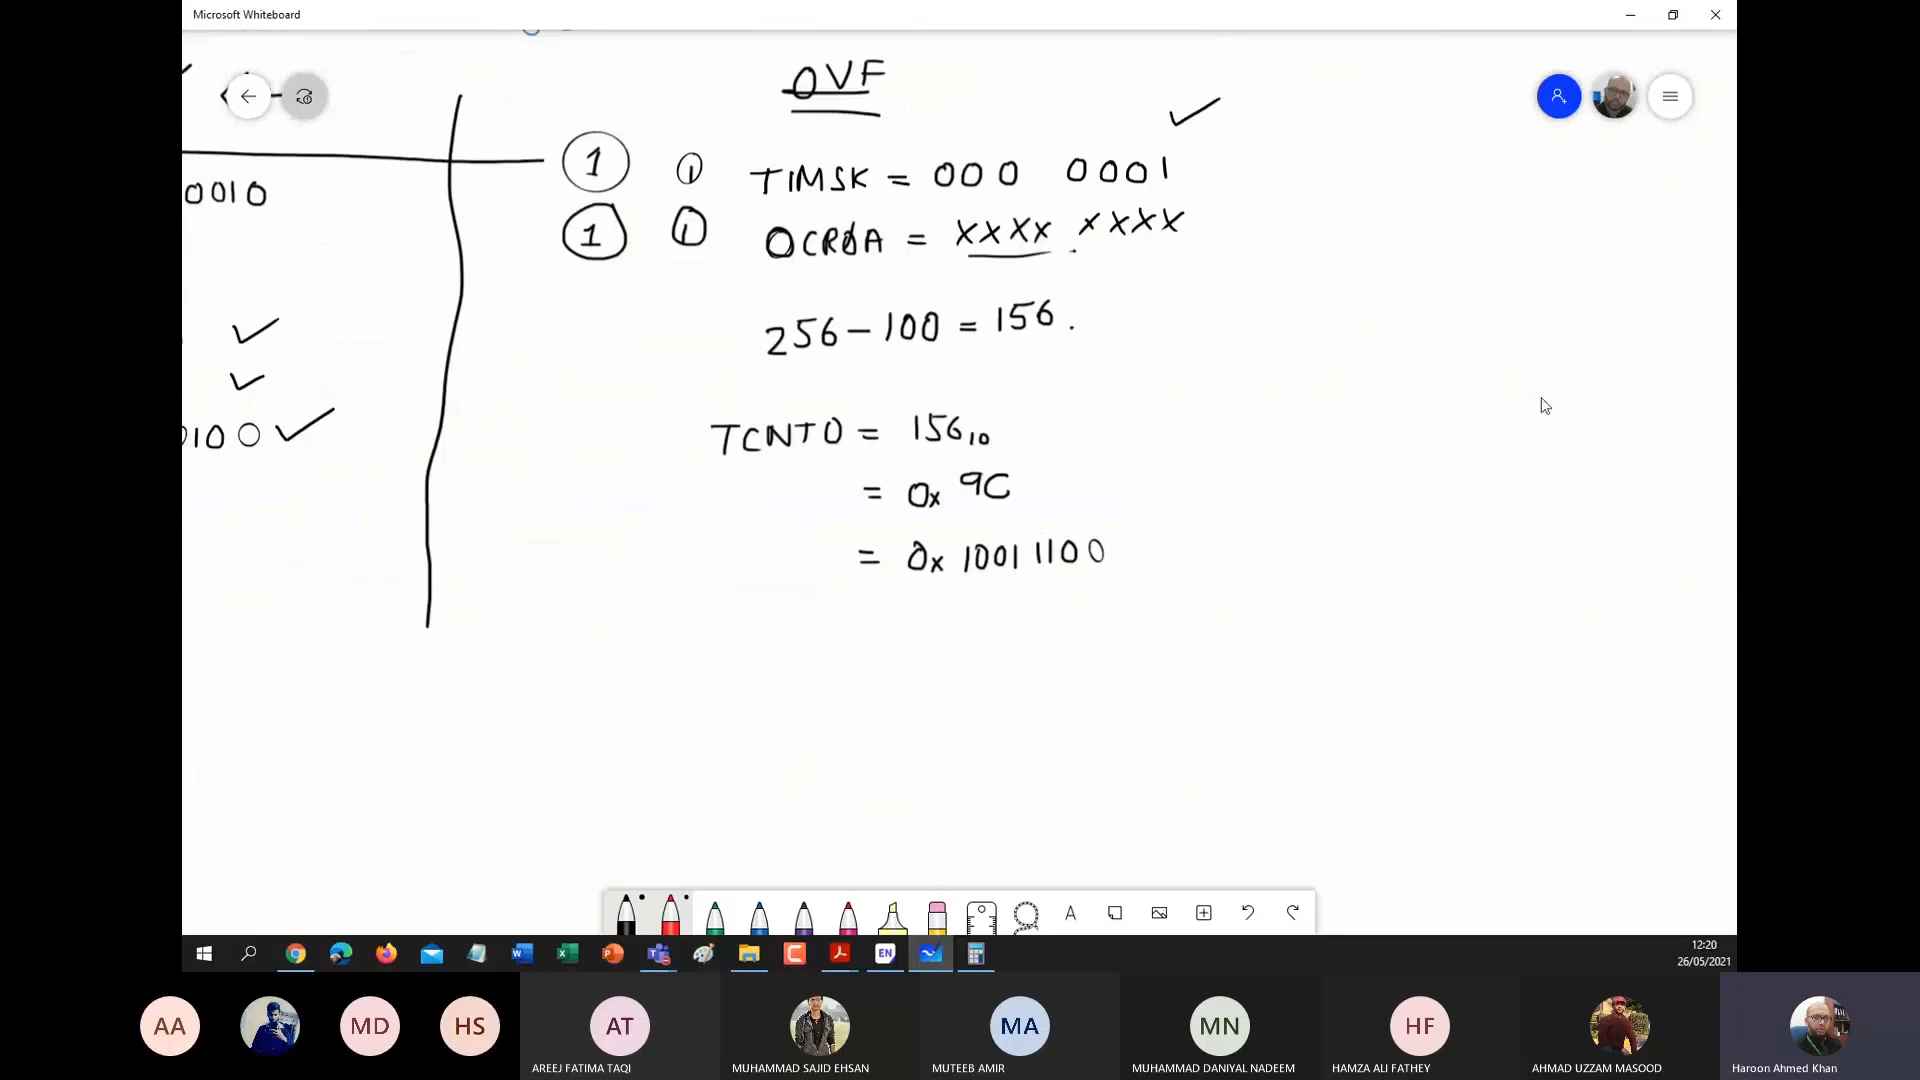 Microsoft Whiteboard
OVF
1 1 TIMSK = 000 0001
1 1 OCR0A = XXXX XXXX
256 - 100 = 156.
TCNT0 = 156₁₀
= 0x 9C
= 0x 1001 1100
0010
010 0
A
EN
12:20
26/05/2021
AA
MD
HS
AT
MA
MN
HF
AREEJ FATIMA TAQI
MUHAMMAD SAJID EHSAN
MUTEEB AMIR
MUHAMMAD DANIYAL NADEEM
HAMZA ALI FATHEY
AHMAD UZZAM MASOOD
Haroon Ahmed Khan